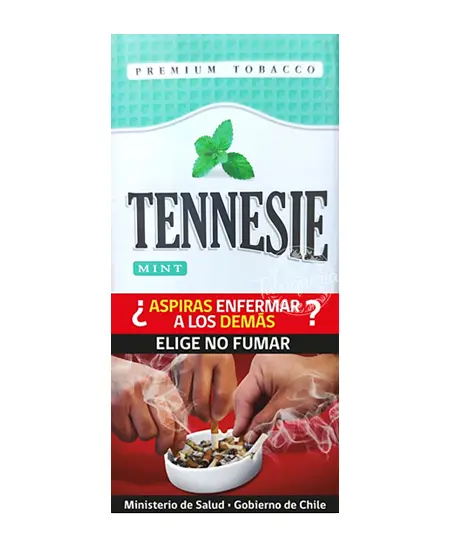 PREMIUM TOBACCO
TENNESIE
MINT
¿ASPIRAS ENFERMAR
A LOS DEMÁS?
ELIGE NO FUMAR
Ministerio de Salud • Gobierno de Chile